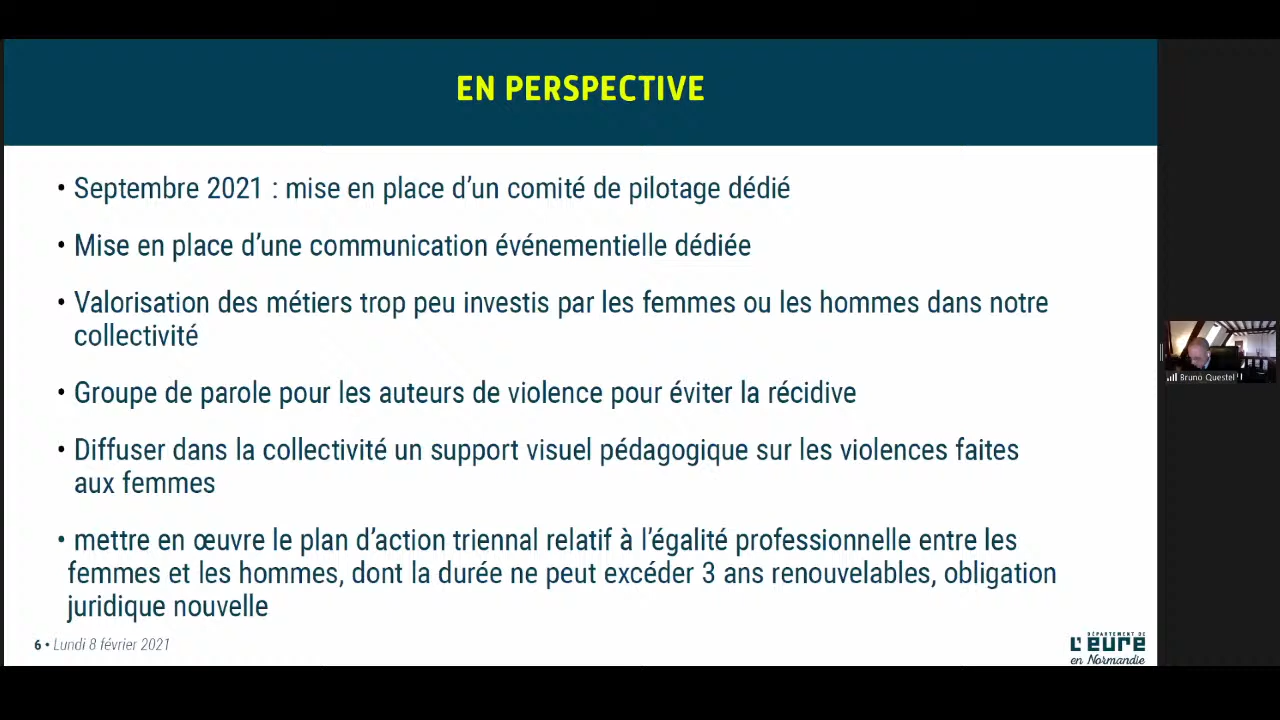 EN PERSPECTIVE
• Septembre 2021 : mise en place d’un comité de pilotage dédié
• Mise en place d’une communication événementielle dédiée
• Valorisation des métiers trop peu investis par les femmes ou les hommes dans notre
collectivité
• Groupe de parole pour les auteurs de violence pour éviter la récidive
• Diffuser dans la collectivité un support visuel pédagogique sur les violences faites
aux femmes
• mettre en œuvre le plan d’action triennal relatif à l’égalité professionnelle entre les
femmes et les hommes, dont la durée ne peut excéder 3 ans renouvelables, obligation
juridique nouvelle
6 • Lundi 8 février 2021
DÉPARTEMENT DE
L’EURE
en Normandie
Bruno Questel